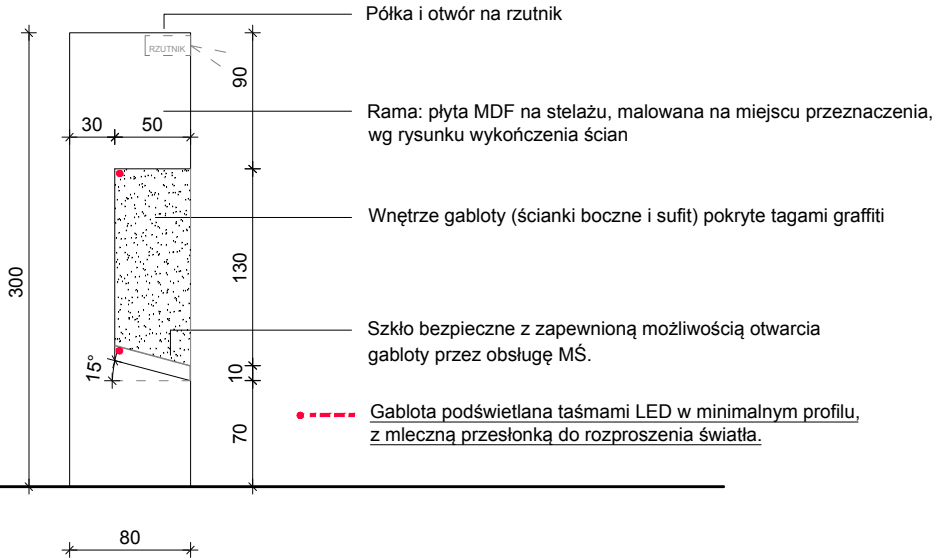 Półka i otwór na rzutnik
RZUTNIK
90
Rama: płyta MDF na stelażu, malowana na miejscu przeznaczenia,
wg rysunku wykończenia ścian
30
50
Wnętrze gabloty (ścianki boczne i sufit) pokryte tagami graffiti
300
130
Szkło bezpieczne z zapewnioną możliwością otwarcia
gabloty przez obsługę MŚ.
15°
10
Gablota podświetlana taśmami LED w minimalnym profilu,
z mleczną przesłonką do rozproszenia światła.
70
80